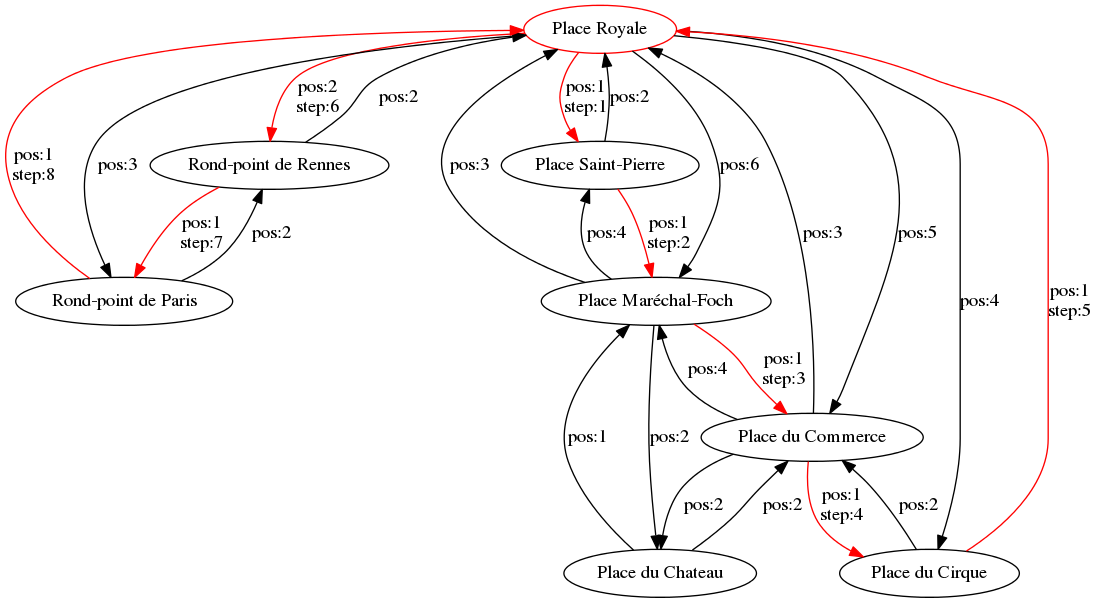 Place Royale
pos:2
step:6
pos:2
pos:1
step:1
pos:2
pos:1
step:8
pos:3
Rond-point de Rennes
pos:3
Place Saint-Pierre
pos:6
pos:3
pos:5
pos:1
step:7
pos:2
pos:4
pos:1
step:2
Rond-point de Paris
Place Maréchal-Foch
pos:4
pos:1
step:5
pos:4
pos:1
step:3
pos:1
pos:2
Place du Commerce
pos:2
pos:2
pos:1
step:4
pos:2
Place du Chateau
Place du Cirque